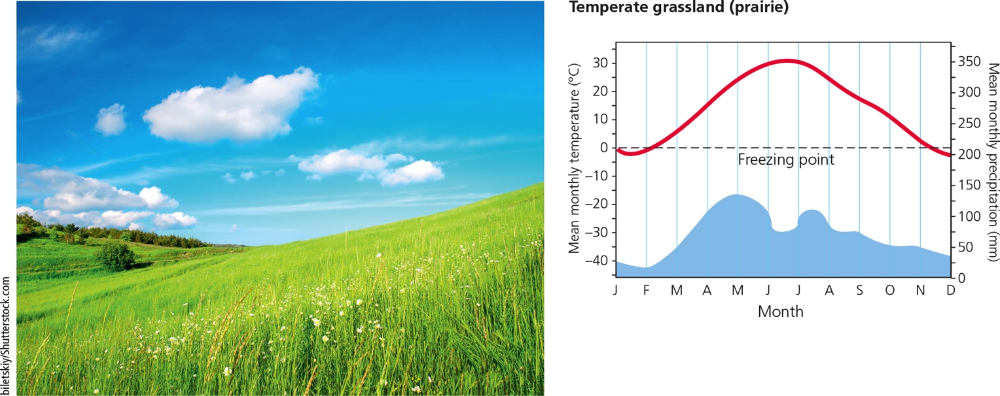 biletskiy/Shutterstock.com
Temperate grassland (prairie)
Mean monthly temperature (°C)
30
20
10
0
–10
–20
–30
–40
Freezing point
350
300
250
200
150
100
50
0
Mean monthly precipitation (mm)
J F M A M J J A S O N D
Month